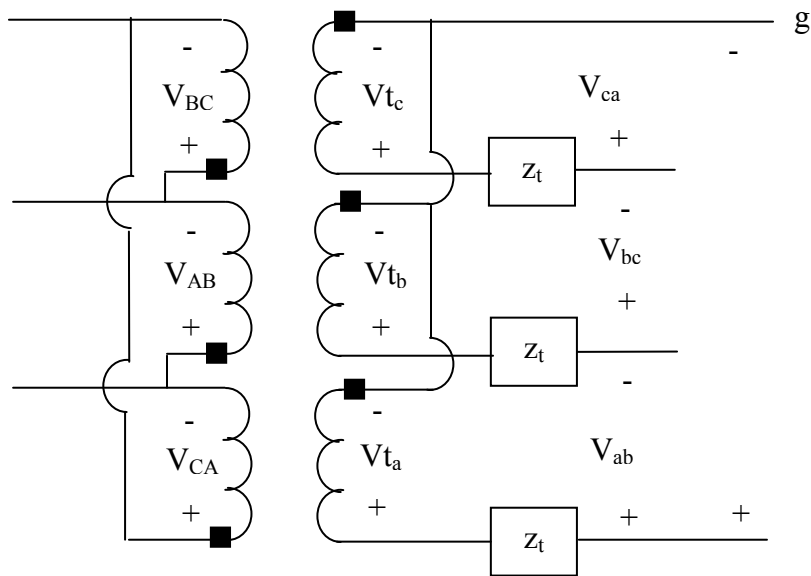 g
- - -
V_BC Vt_c V_ca
+ + +
z_t
- - -
V_AB Vt_b V_bc
+ + +
z_t
- - -
V_CA Vt_a V_ab
+ + + +
z_t